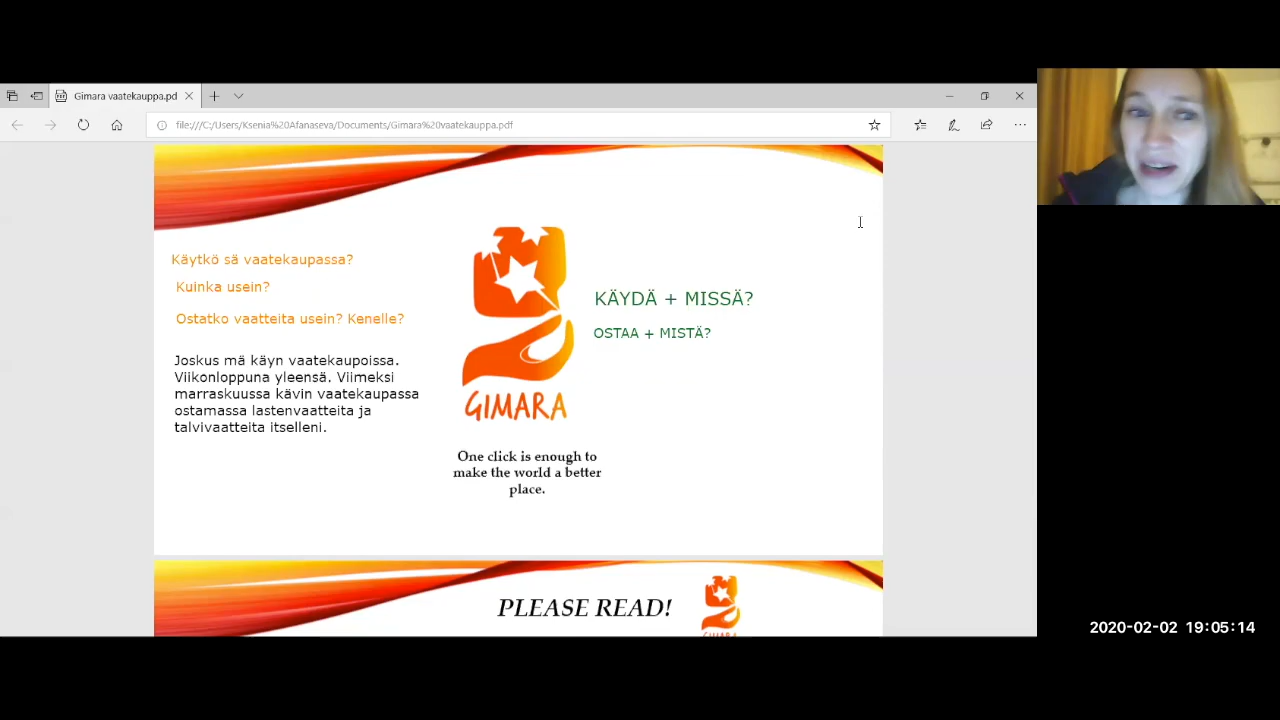 Gimara vaatekauppa.pd
file:///C:/Users/Ksenia%20Afanaseva/Documents/Gimara%20vaatekauppa.pdf
Käytkö sä vaatekaupassa?
Kuinka usein?
Ostatko vaatteita usein? Kenelle?
Joskus mä käyn vaatekaupoissa.
Viikonloppuna yleensä. Viimeksi
marraskuussa kävin vaatekaupassa
ostamassa lastenvaatteita ja
talvivaatteita itselleni.
GIMARA
One click is enough to
make the world a better
place.
KÄYDÄ + MISSÄ?
OSTAA + MISTÄ?
PLEASE READ!
GIMARA
2020-02-02 19:05:14